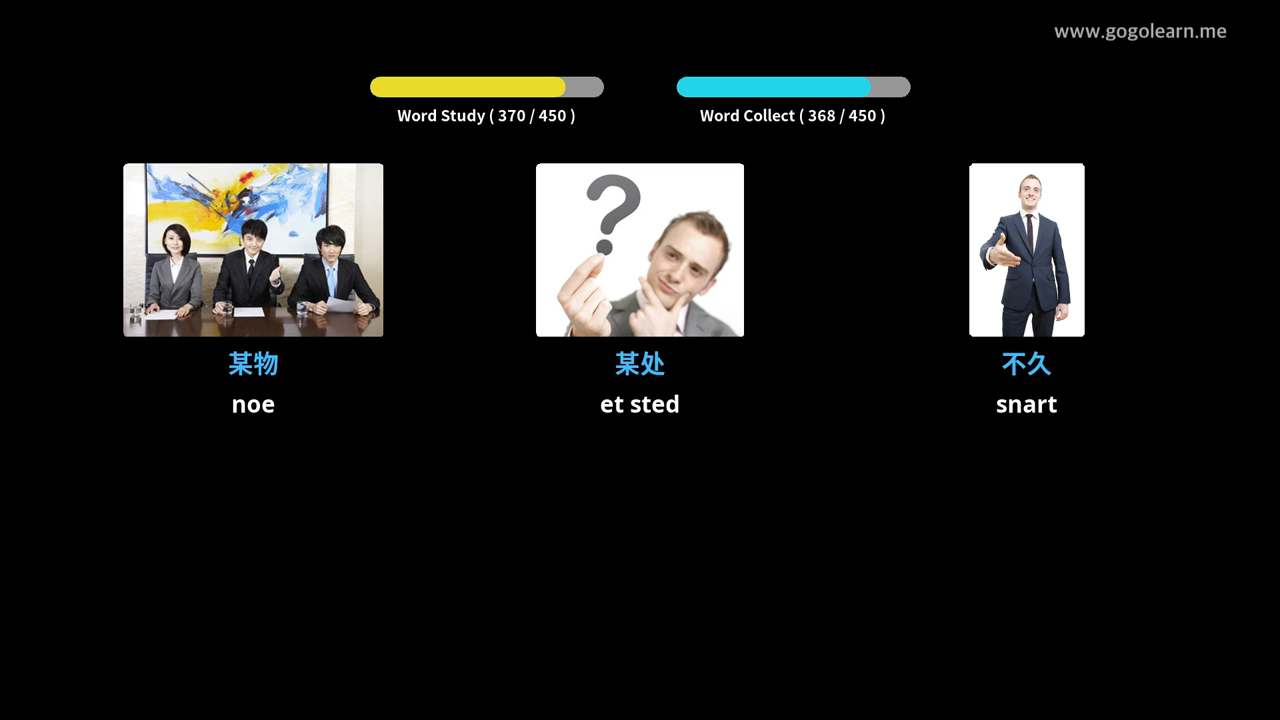 www.gogolearn.me
Word Study ( 370 / 450 )
Word Collect ( 368 / 450 )
某物
某处
不久
noe
et sted
snart